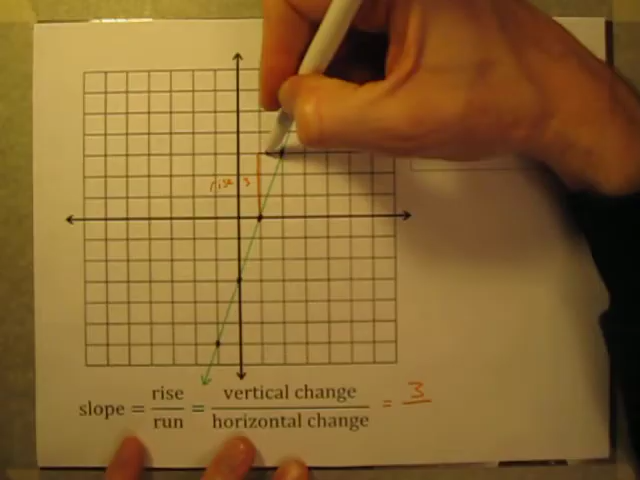 rise 3
slope = rise/run = vertical change/horizontal change = 3